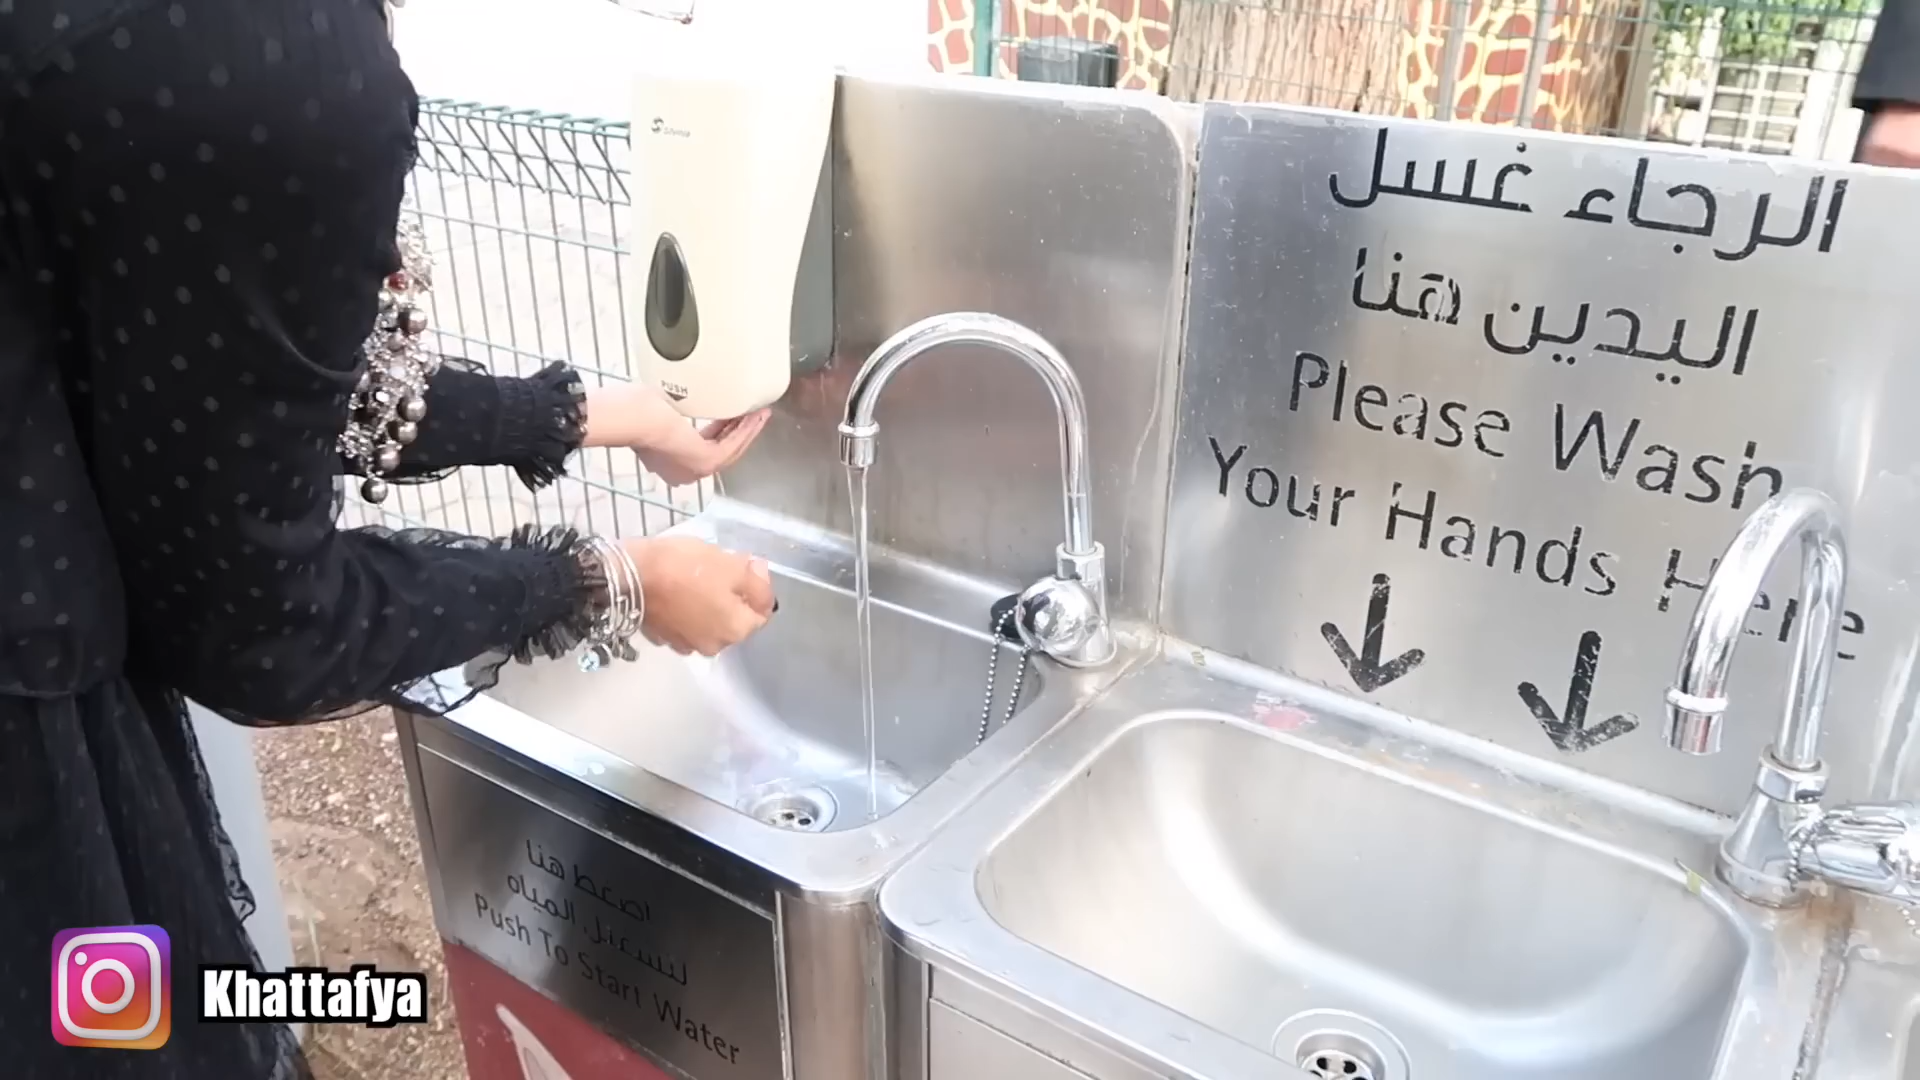 PUSH
الرجاء غسل
اليدين هنا
Please Wash
Your Hands Here
اضغط هنا
لتشغيل المياه
Push To Start Water
Khattafya